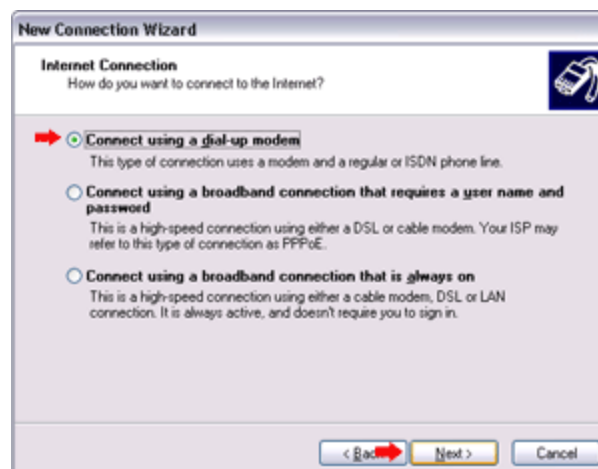 New Connection Wizard
Internet Connection
How do you want to connect to the Internet?
Connect using a dial-up modem
This type of connection uses a modem and a regular or ISDN phone line.
Connect using a broadband connection that requires a user name and
password
This is a high-speed connection using either a DSL or cable modem. Your ISP may
refer to this type of connection as PPPoE.
Connect using a broadband connection that is always on
This is a high-speed connection using either a cable modem, DSL or LAN
connection. It is always active, and doesn't require you to sign in.
< Back Next > Cancel